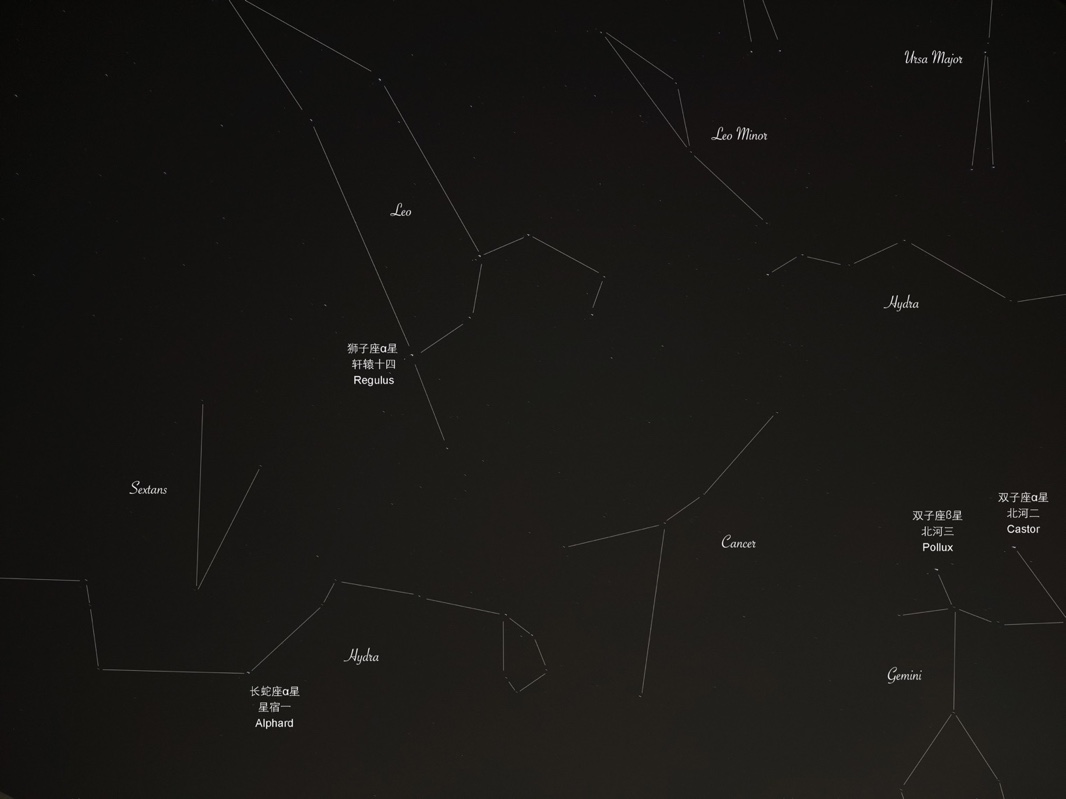 Ursa Major
Leo Minor
Leo
Hydra
狮子座α星
轩辕十四
Regulus
Sextans
Cancer
双子座β星
北河三
Pollux
双子座α星
北河二
Castor
Hydra
Gemini
长蛇座α星
星宿一
Alphard